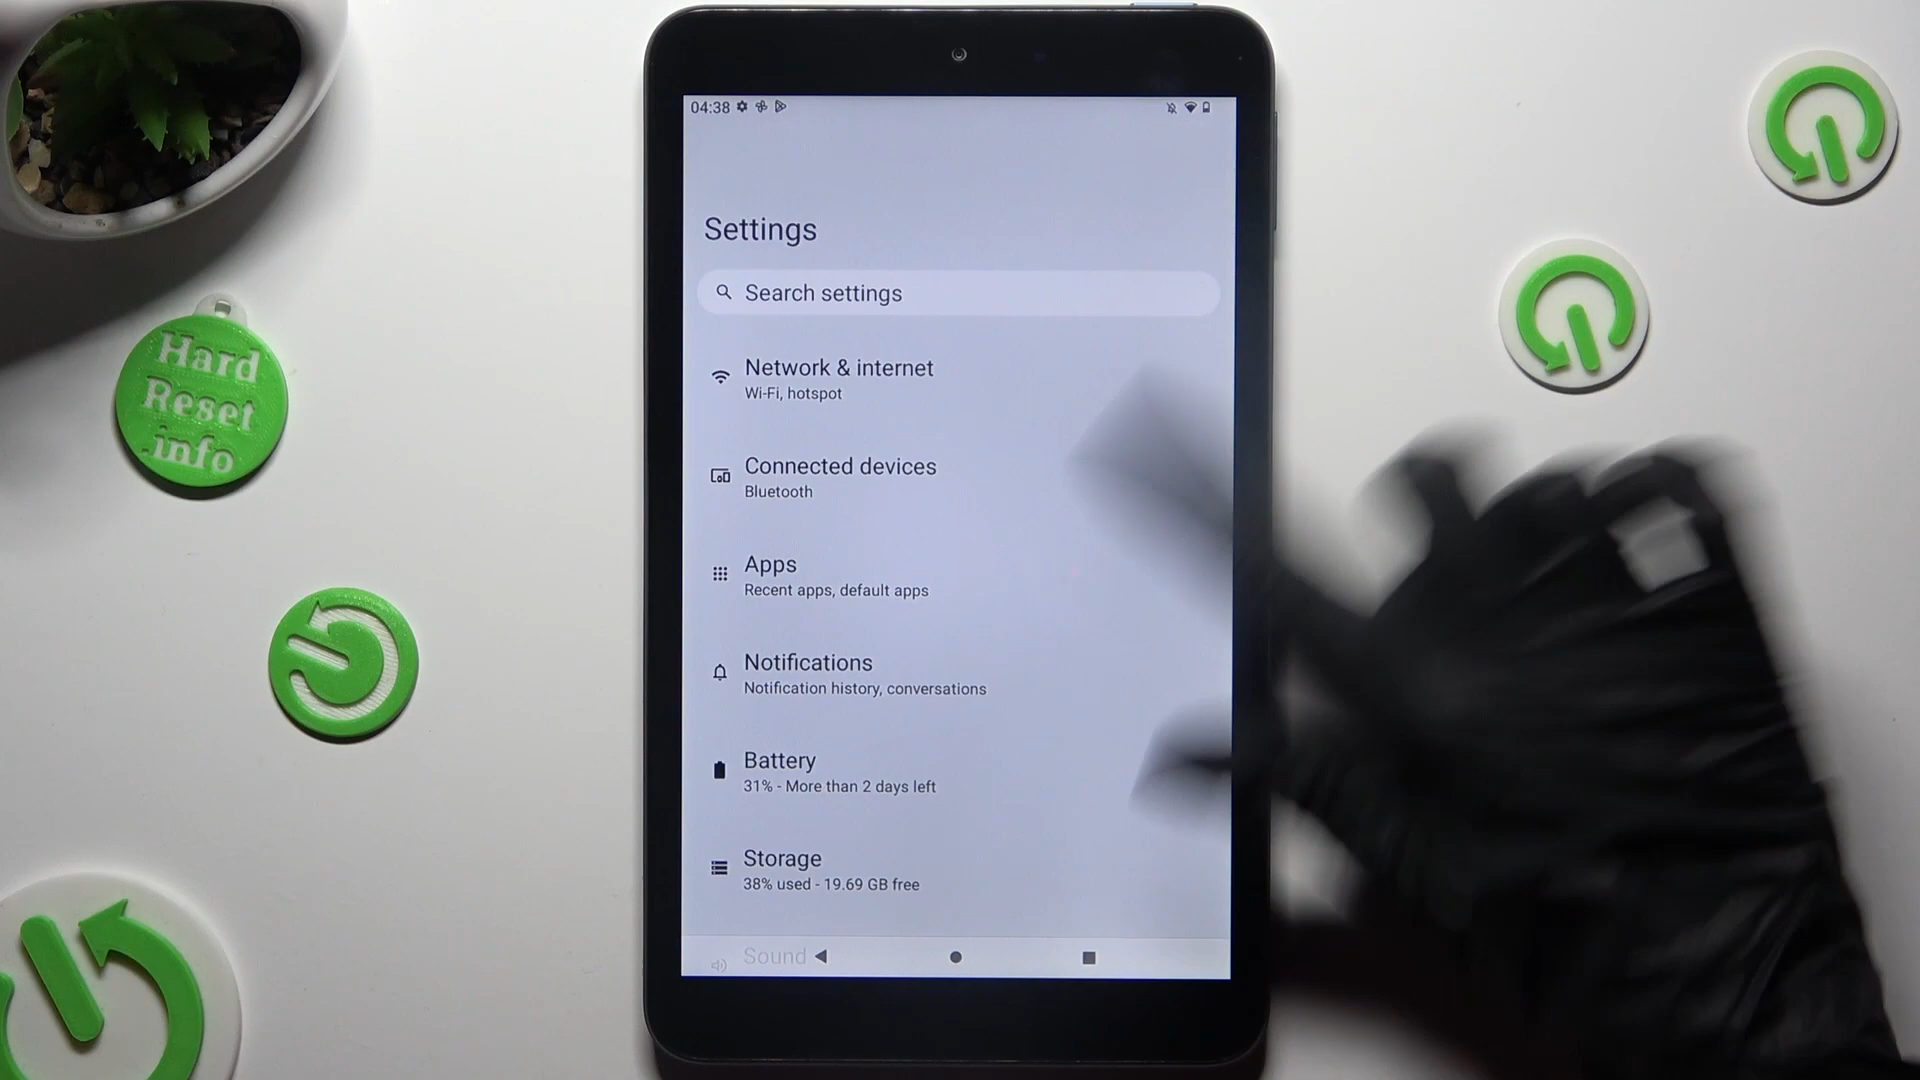 04:38
Settings
Search settings
Network & internet
Wi-Fi, hotspot
Connected devices
Bluetooth
Apps
Recent apps, default apps
Notifications
Notification history, conversations
Battery
31% - More than 2 days left
Storage
38% used - 19.69 GB free
Sound
Hard
Reset
.info